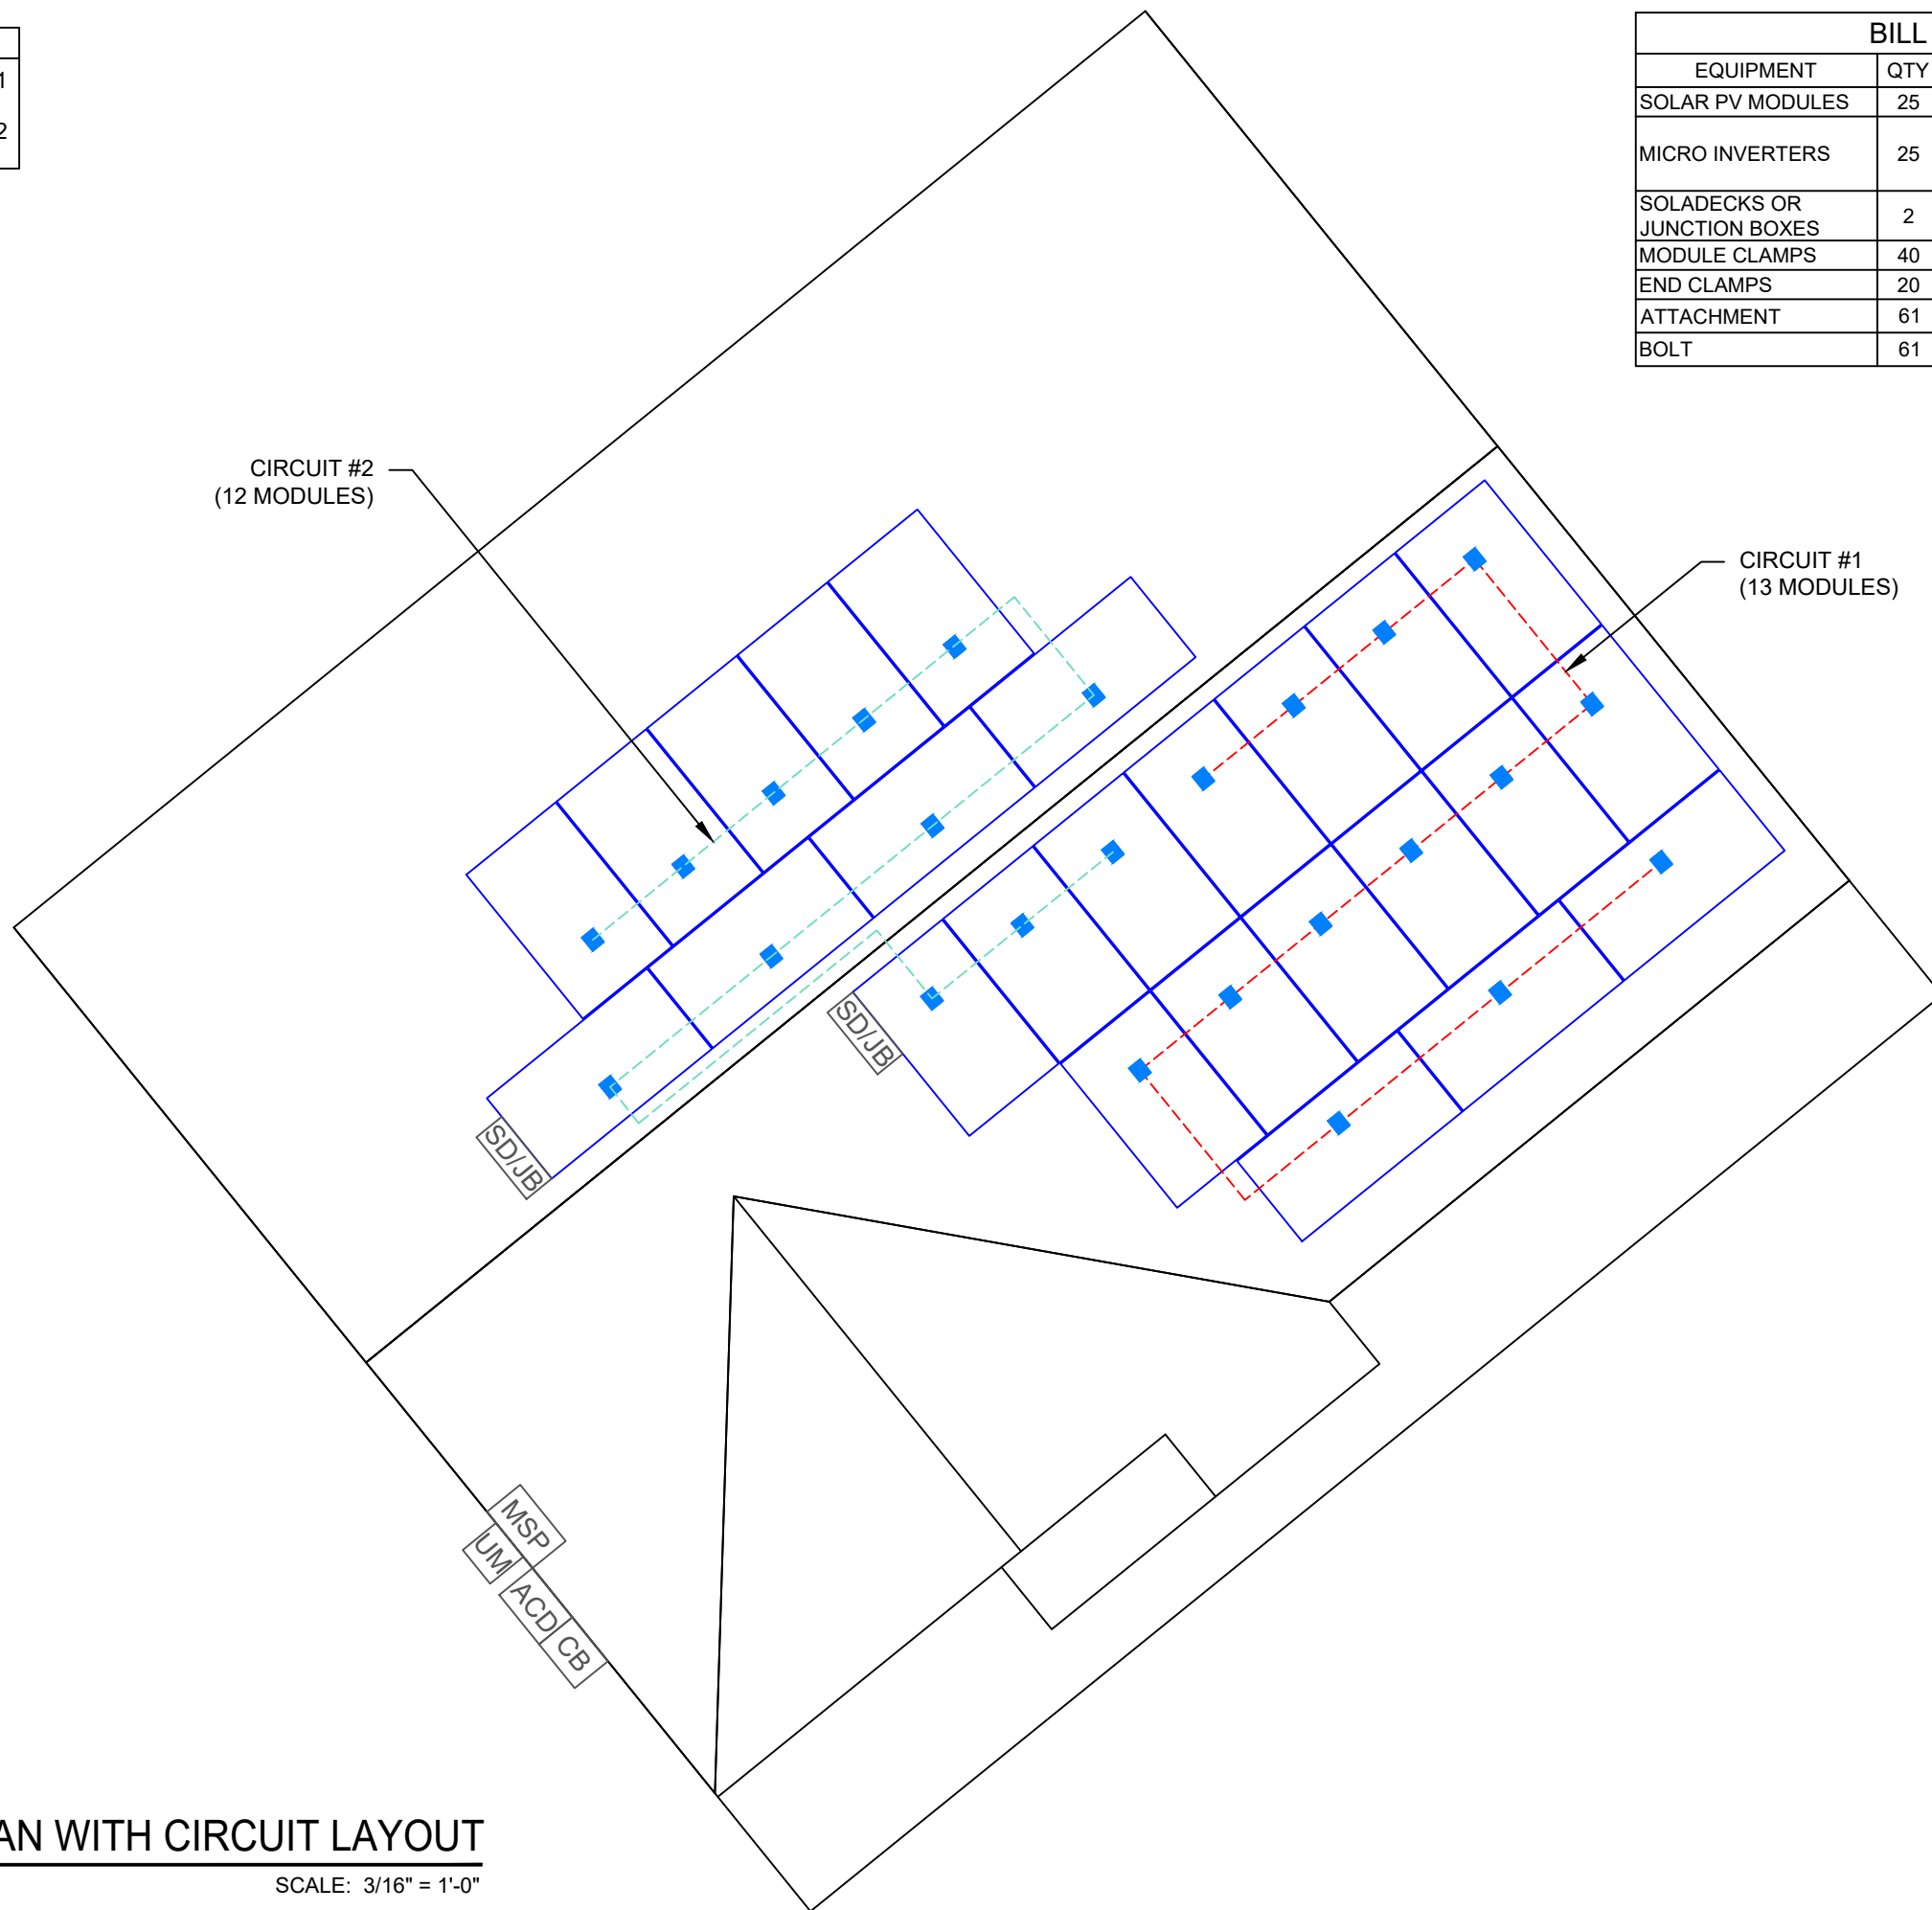 1
2
BILL
EQUIPMENT QTY
SOLAR PV MODULES 25
MICRO INVERTERS 25
SOLADECKS OR
JUNCTION BOXES 2
MODULE CLAMPS 40
END CLAMPS 20
ATTACHMENT 61
BOLT 61
CIRCUIT #2
(12 MODULES)
CIRCUIT #1
(13 MODULES)
SD/JB
SD/JB
MSP
UM
ACD
CB
AN WITH CIRCUIT LAYOUT
SCALE: 3/16" = 1'-0"